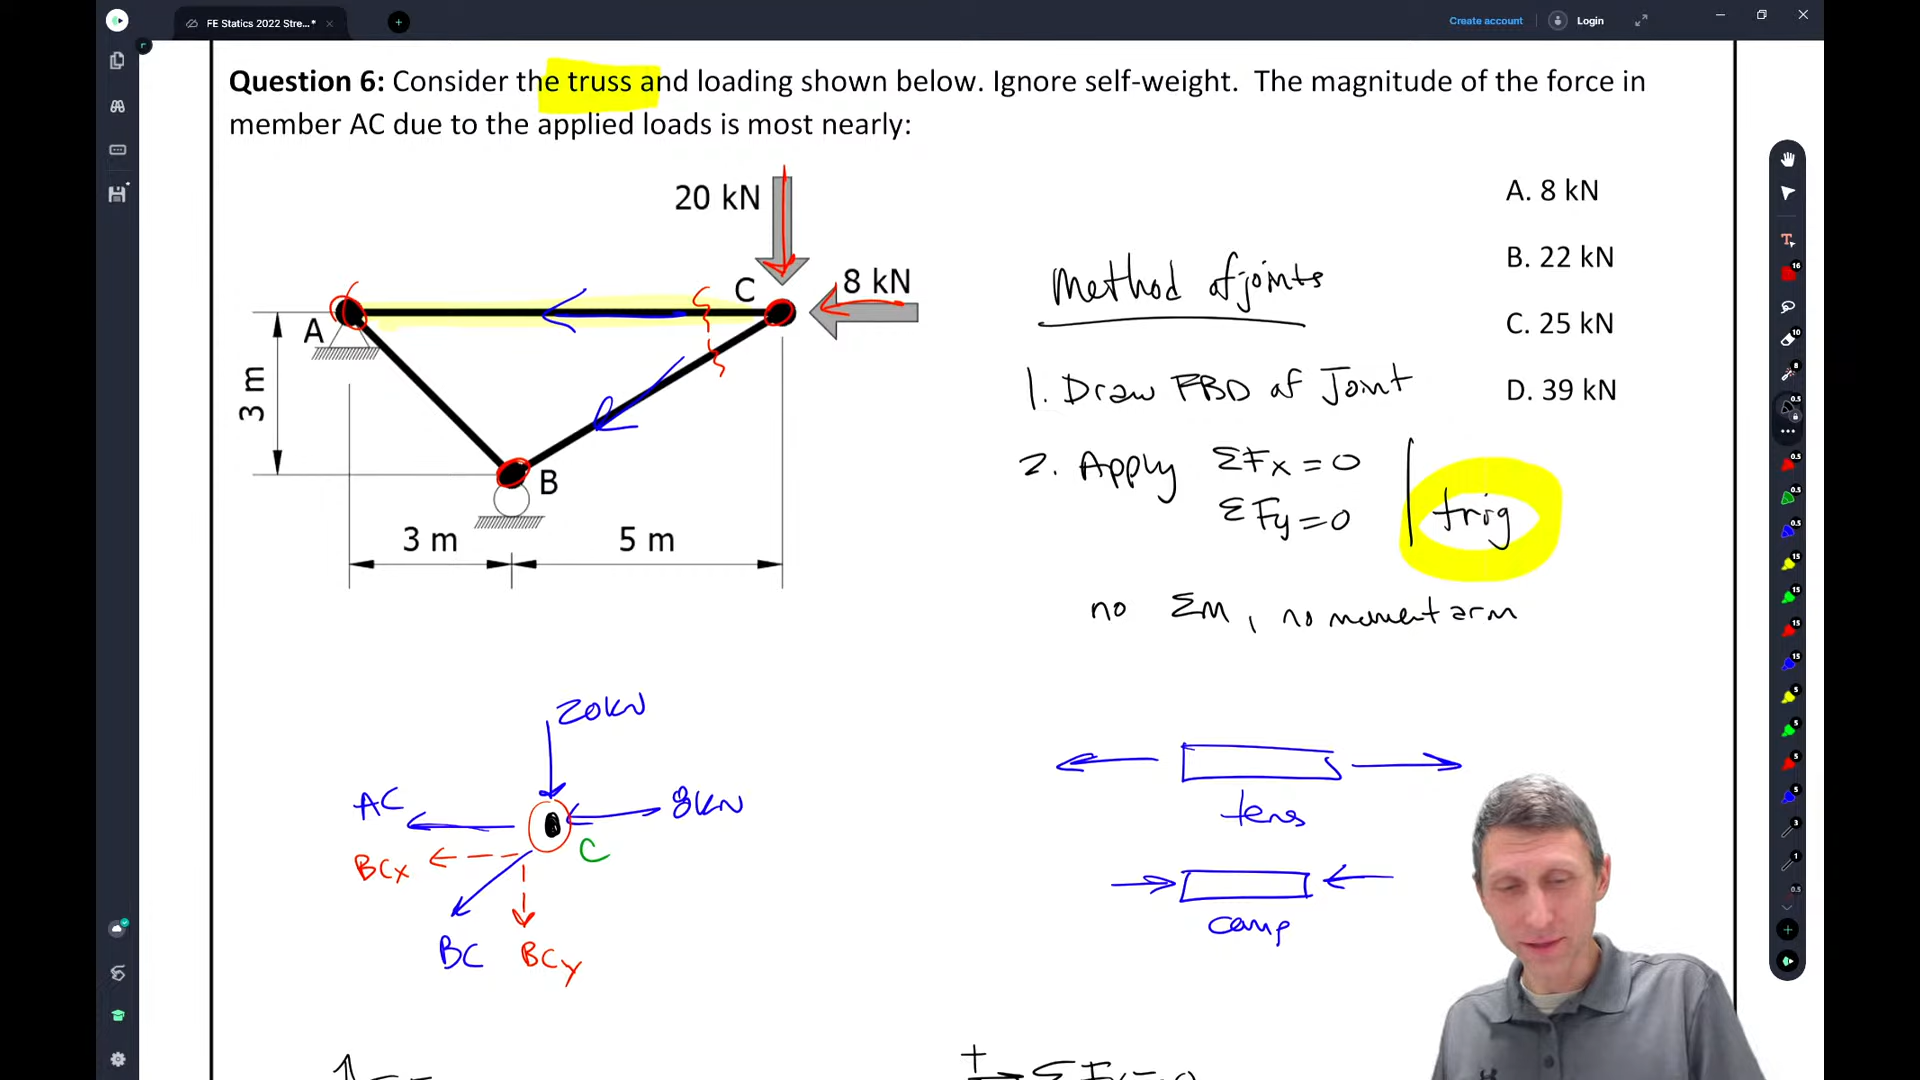 FE Statics 2022 Stre...*
Create account
Login
Question 6: Consider the truss and loading shown below. Ignore self-weight. The magnitude of the force in
member AC due to the applied loads is most nearly:
20 kN
8 kN
C
A
B
3 m
3 m
5 m
A. 8 kN
B. 22 kN
C. 25 kN
D. 39 kN
Method of joints
1. Draw FBD of Joint
2. Apply ΣFx = 0
ΣFy = 0
trig
no ΣM, no moment arm
20kN
AC
8kN
C
BCx
BC
BCy
tens
comp